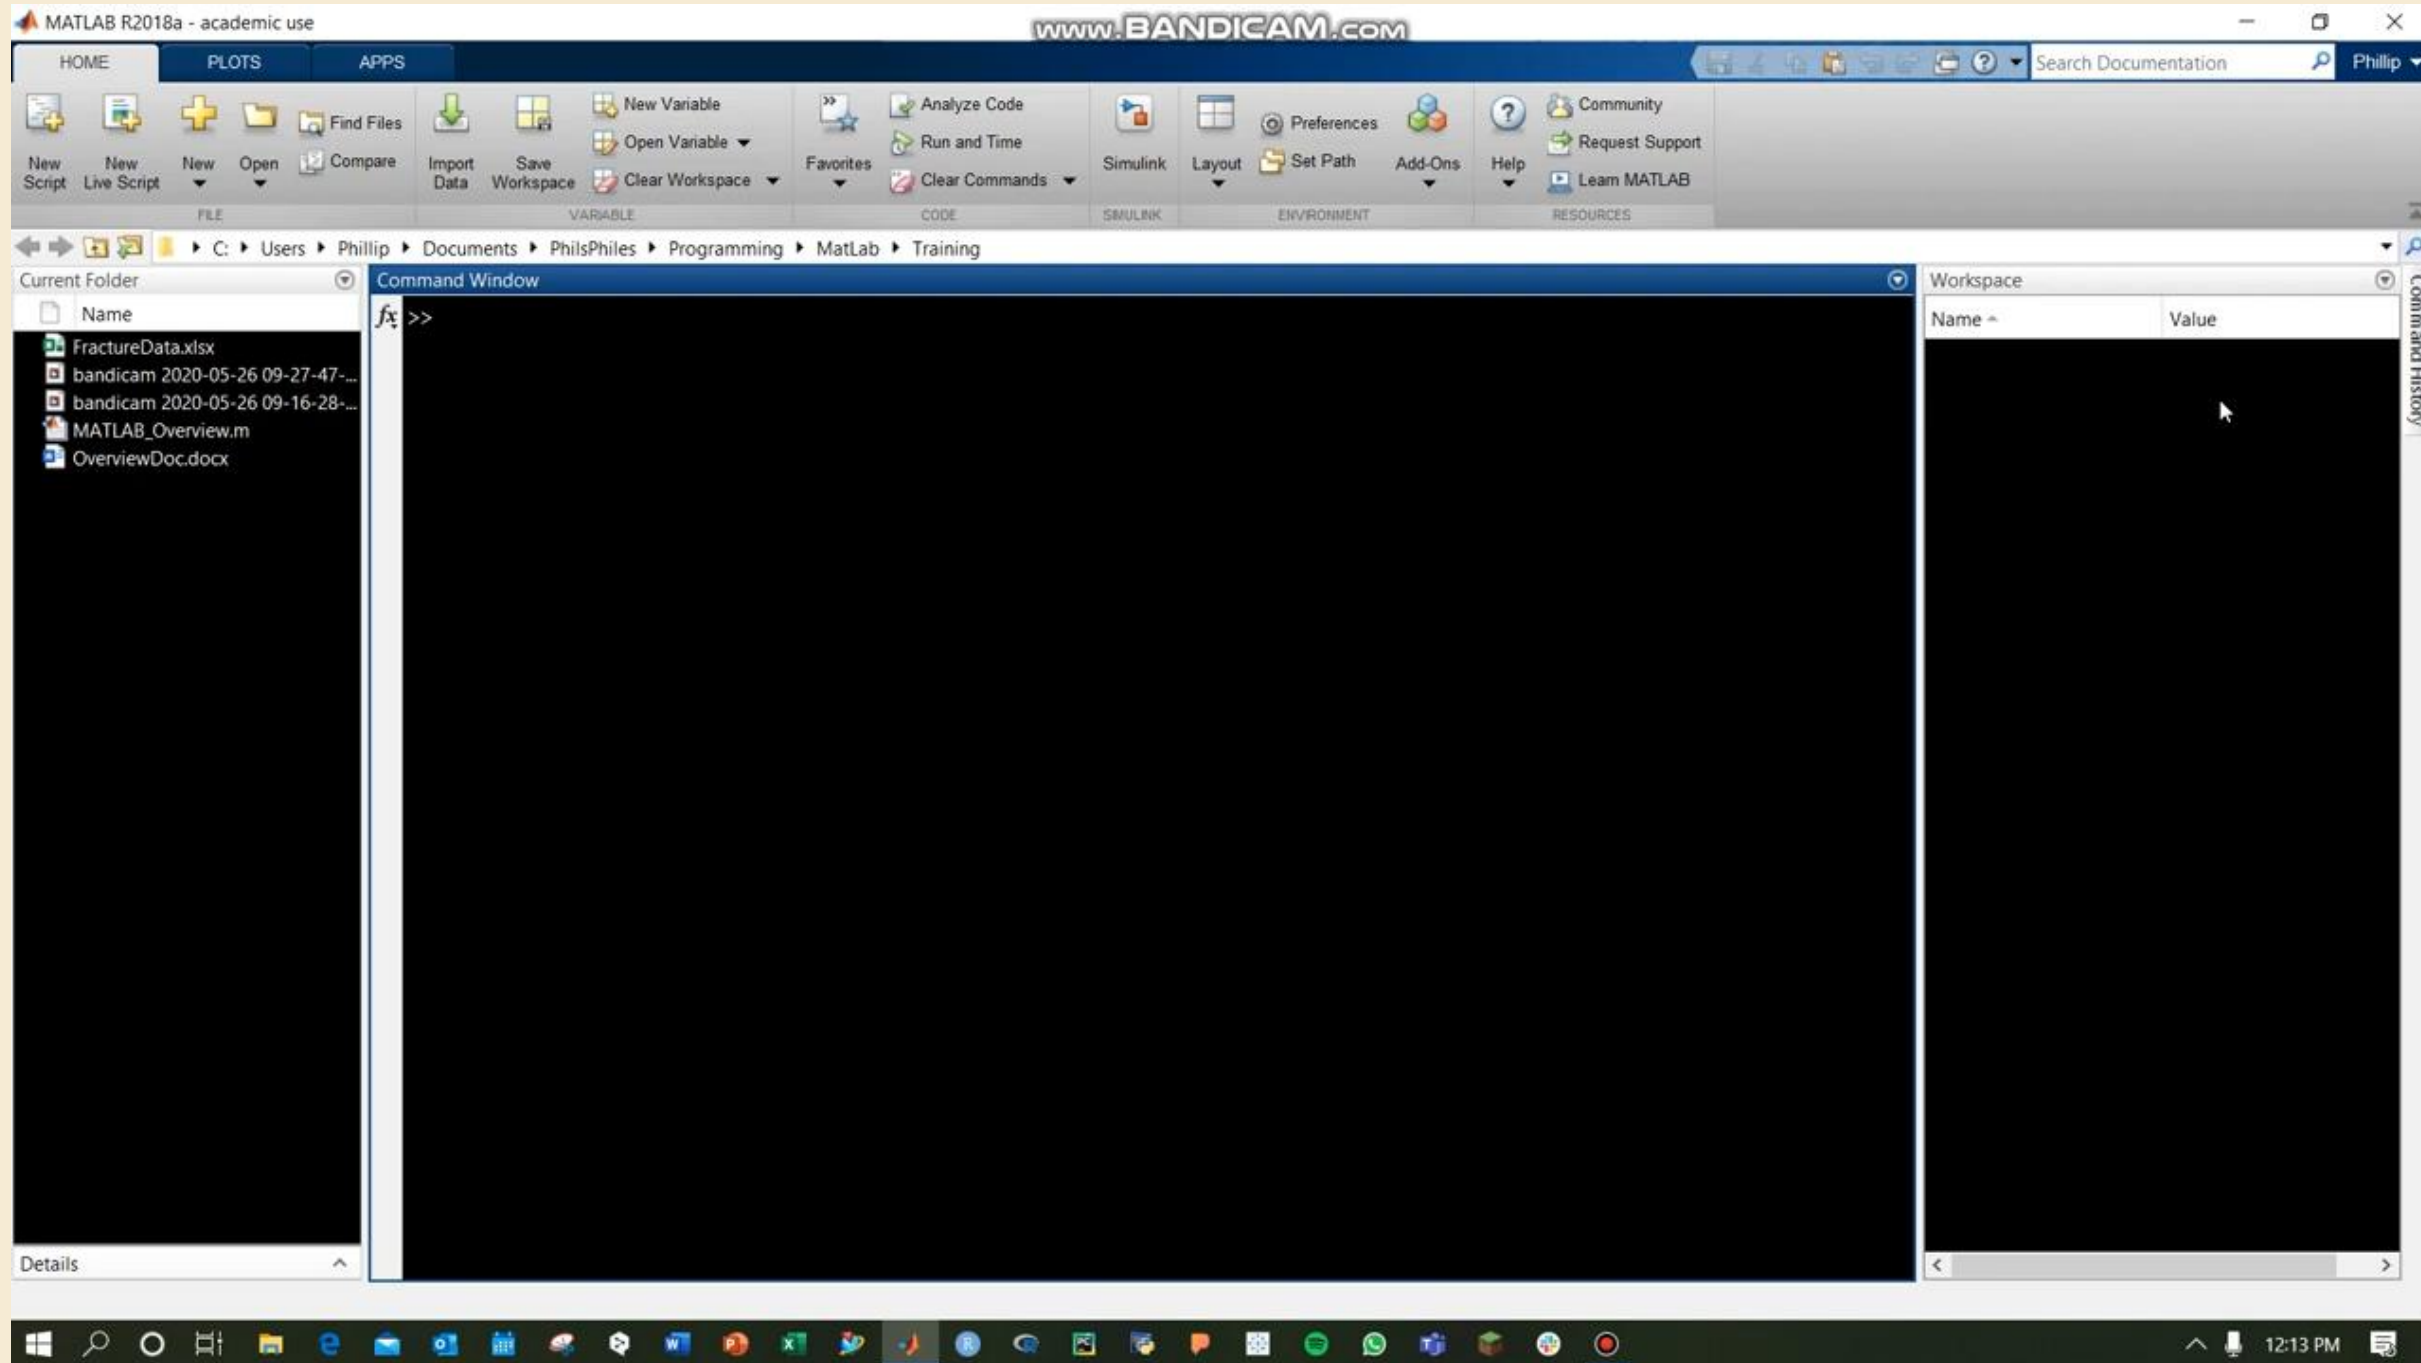 MATLAB R2018a - academic use
www.BANDICAM.com
HOME PLOTS APPS
Search Documentation
Phillip
New Script
New Live Script
New
Open
Find Files
Compare
Import Data
Save Workspace
New Variable
Open Variable
Clear Workspace
Favorites
Analyze Code
Run and Time
Clear Commands
Simulink
Layout
Preferences
Set Path
Add-Ons
Help
Community
Request Support
Learn MATLAB
FILE VARIABLE CODE SIMULINK ENVIRONMENT RESOURCES
C: Users Phillip Documents PhilsPhiles Programming MatLab Training
Current Folder
Name
FractureData.xlsx
bandicam 2020-05-26 09-27-47-...
bandicam 2020-05-26 09-16-28-...
MATLAB_Overview.m
OverviewDoc.docx
Details
Command Window
fx >>
Workspace
Name Value
Command History
12:13 PM